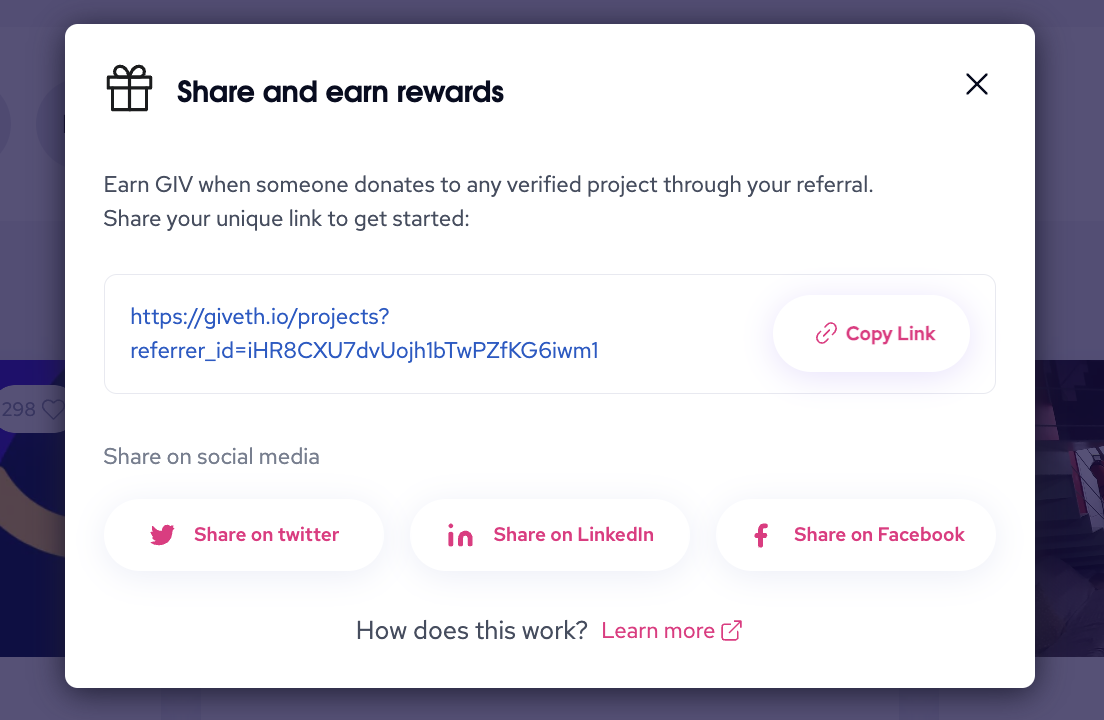 Share and earn rewards
Earn GIV when someone donates to any verified project through your referral.
Share your unique link to get started:
https://giveth.io/projects?
referrer_id=iHR8CXU7dvUojh1bTwPZfKG6iwm1
Copy Link
298
Share on social media
Share on twitter
Share on LinkedIn
Share on Facebook
How does this work? Learn more